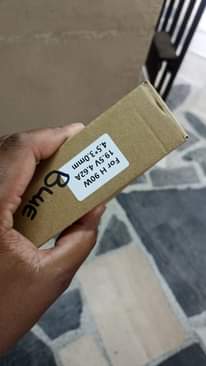 For H 90W
19.5V 4.62A
4.5*3.0mm
BLUE